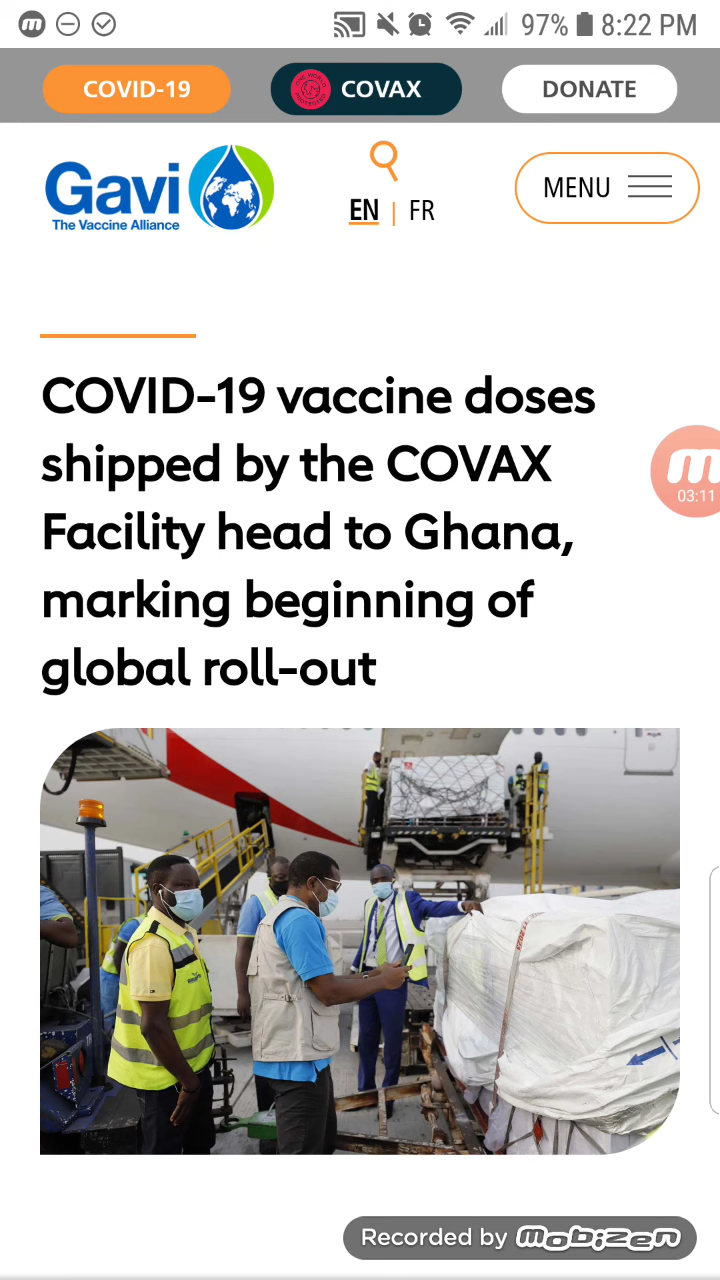 97% 8:22 PM
COVID-19
COVAX
DONATE
Gavi
The Vaccine Alliance
EN | FR
MENU
COVID-19 vaccine doses
shipped by the COVAX
Facility head to Ghana,
marking beginning of
global roll-out
03:11
Recorded by Mobizen